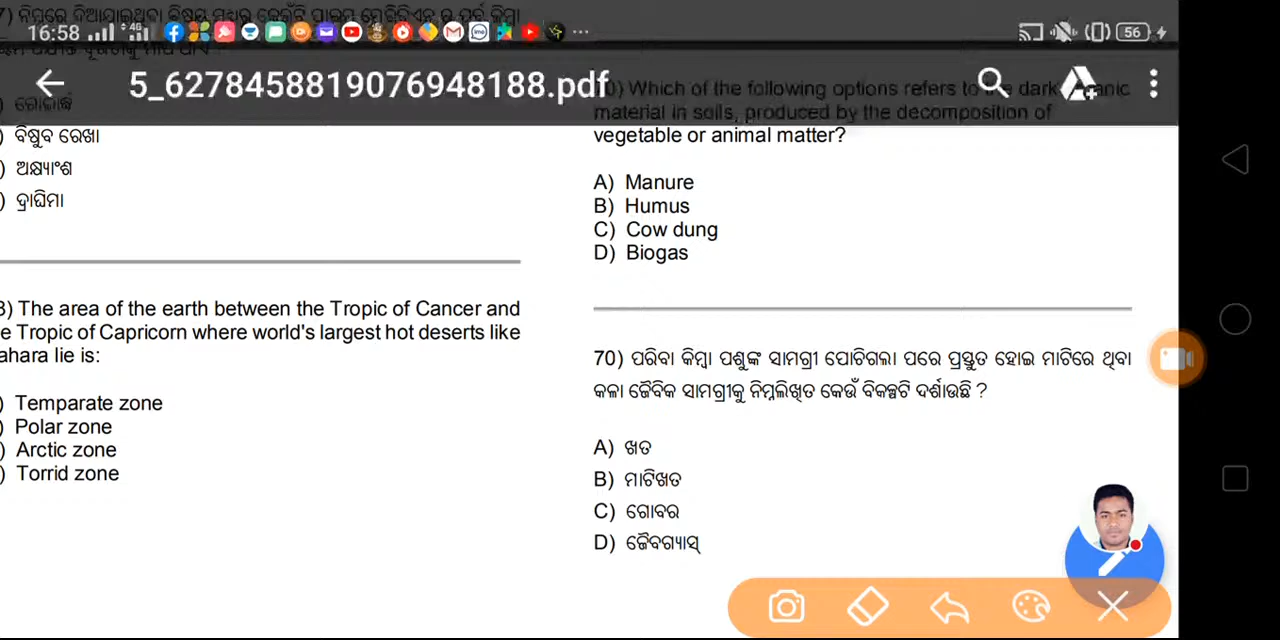 16:58
56
5_6278458819076948188.pdf
ବିଷୁବ ରେଖା
) ଅକ୍ଷ୍ୟାଂଶ
) ଦ୍ରାଘିମା
3) The area of the earth between the Tropic of Cancer and
e Tropic of Capricorn where world's largest hot deserts like
ahara lie is:
) Temparate zone
) Polar zone
) Arctic zone
) Torrid zone
0) Which of the following options refers to the dark organic
material in soils, produced by the decomposition of
vegetable or animal matter?
A) Manure
B) Humus
C) Cow dung
D) Biogas
70) ପରିବା କିମ୍ବା ପଶୁଙ୍କ ସାମଗ୍ରୀ ପୋଚିଗଲା ପରେ ପ୍ରସ୍ତୁତ ହୋଇ ମାଟିରେ ଥିବା
କଳା ଜୈବିକ ସାମଗ୍ରୀକୁ ନିମ୍ନଲିଖିତ କେଉଁ ବିକଳ୍ପଟି ଦର୍ଶାଉଛି ?
A) ଖତ
B) ମାଟିଖତ
C) ଗୋବର
D) ଜୈବଗ୍ୟାସ୍